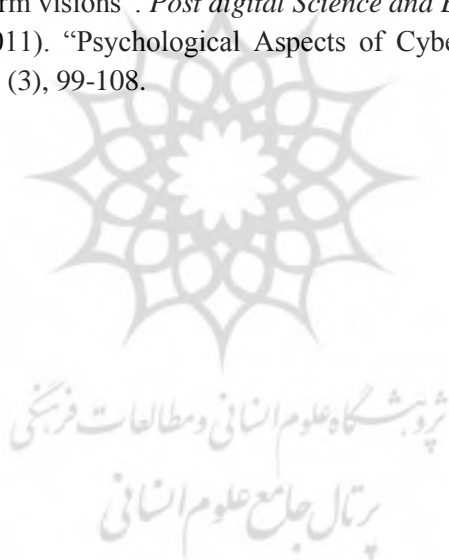 rm visions". Post digital Science and E
011). "Psychological Aspects of Cybe
(3), 99-108.
پژوهشگاه علوم انسانی و مطالعات فرهنگی
پرتال جامع علوم انسانی